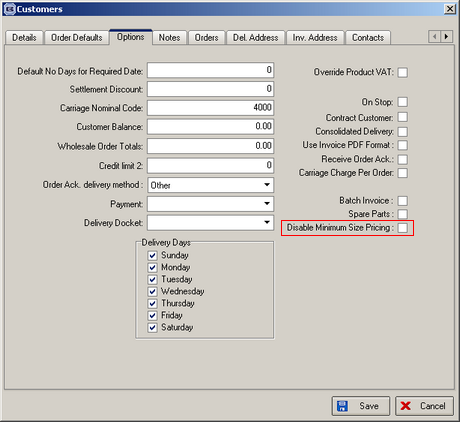 Customers
Details Order Defaults Options Notes Orders Del. Address Inv. Address Contacts
Default No Days for Required Date: 0
Settlement Discount: 0
Carriage Nominal Code: 4000
Customer Balance: 0.00
Wholesale Order Totals: 0.00
Credit limit 2: 0
Order Ack. delivery method : Other
Payment:
Delivery Docket:
Delivery Days
Sunday
Monday
Tuesday
Wednesday
Thursday
Friday
Saturday
Override Product VAT:
On Stop:
Contract Customer:
Consolidated Delivery:
Use Invoice PDF Format :
Receive Order Ack.:
Carriage Charge Per Order:
Batch Invoice :
Spare Parts :
Disable Minimum Size Pricing :
Save Cancel